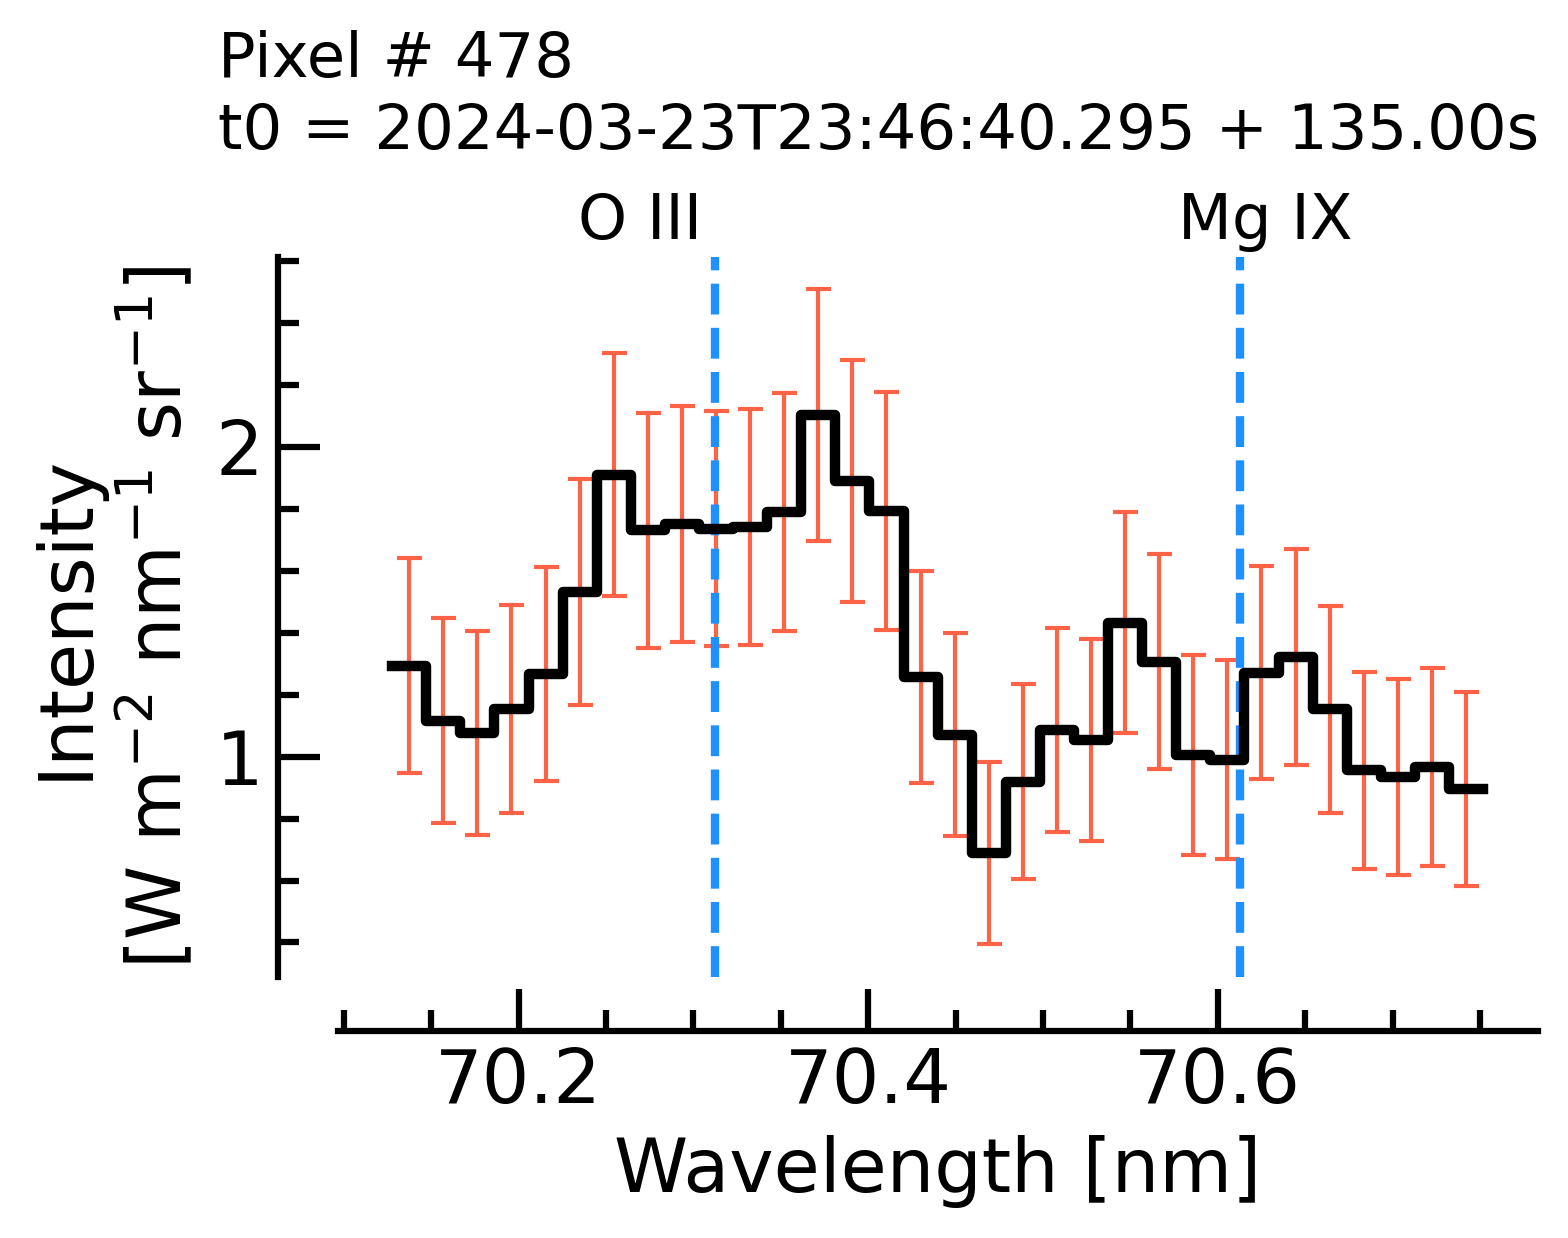 Pixel # 478
t0 = 2024-03-23T23:46:40.295 + 135.00s
O III
Mg IX
Intensity
[W m⁻² nm⁻¹ sr⁻¹]
2
1
70.2
70.4
70.6
Wavelength [nm]